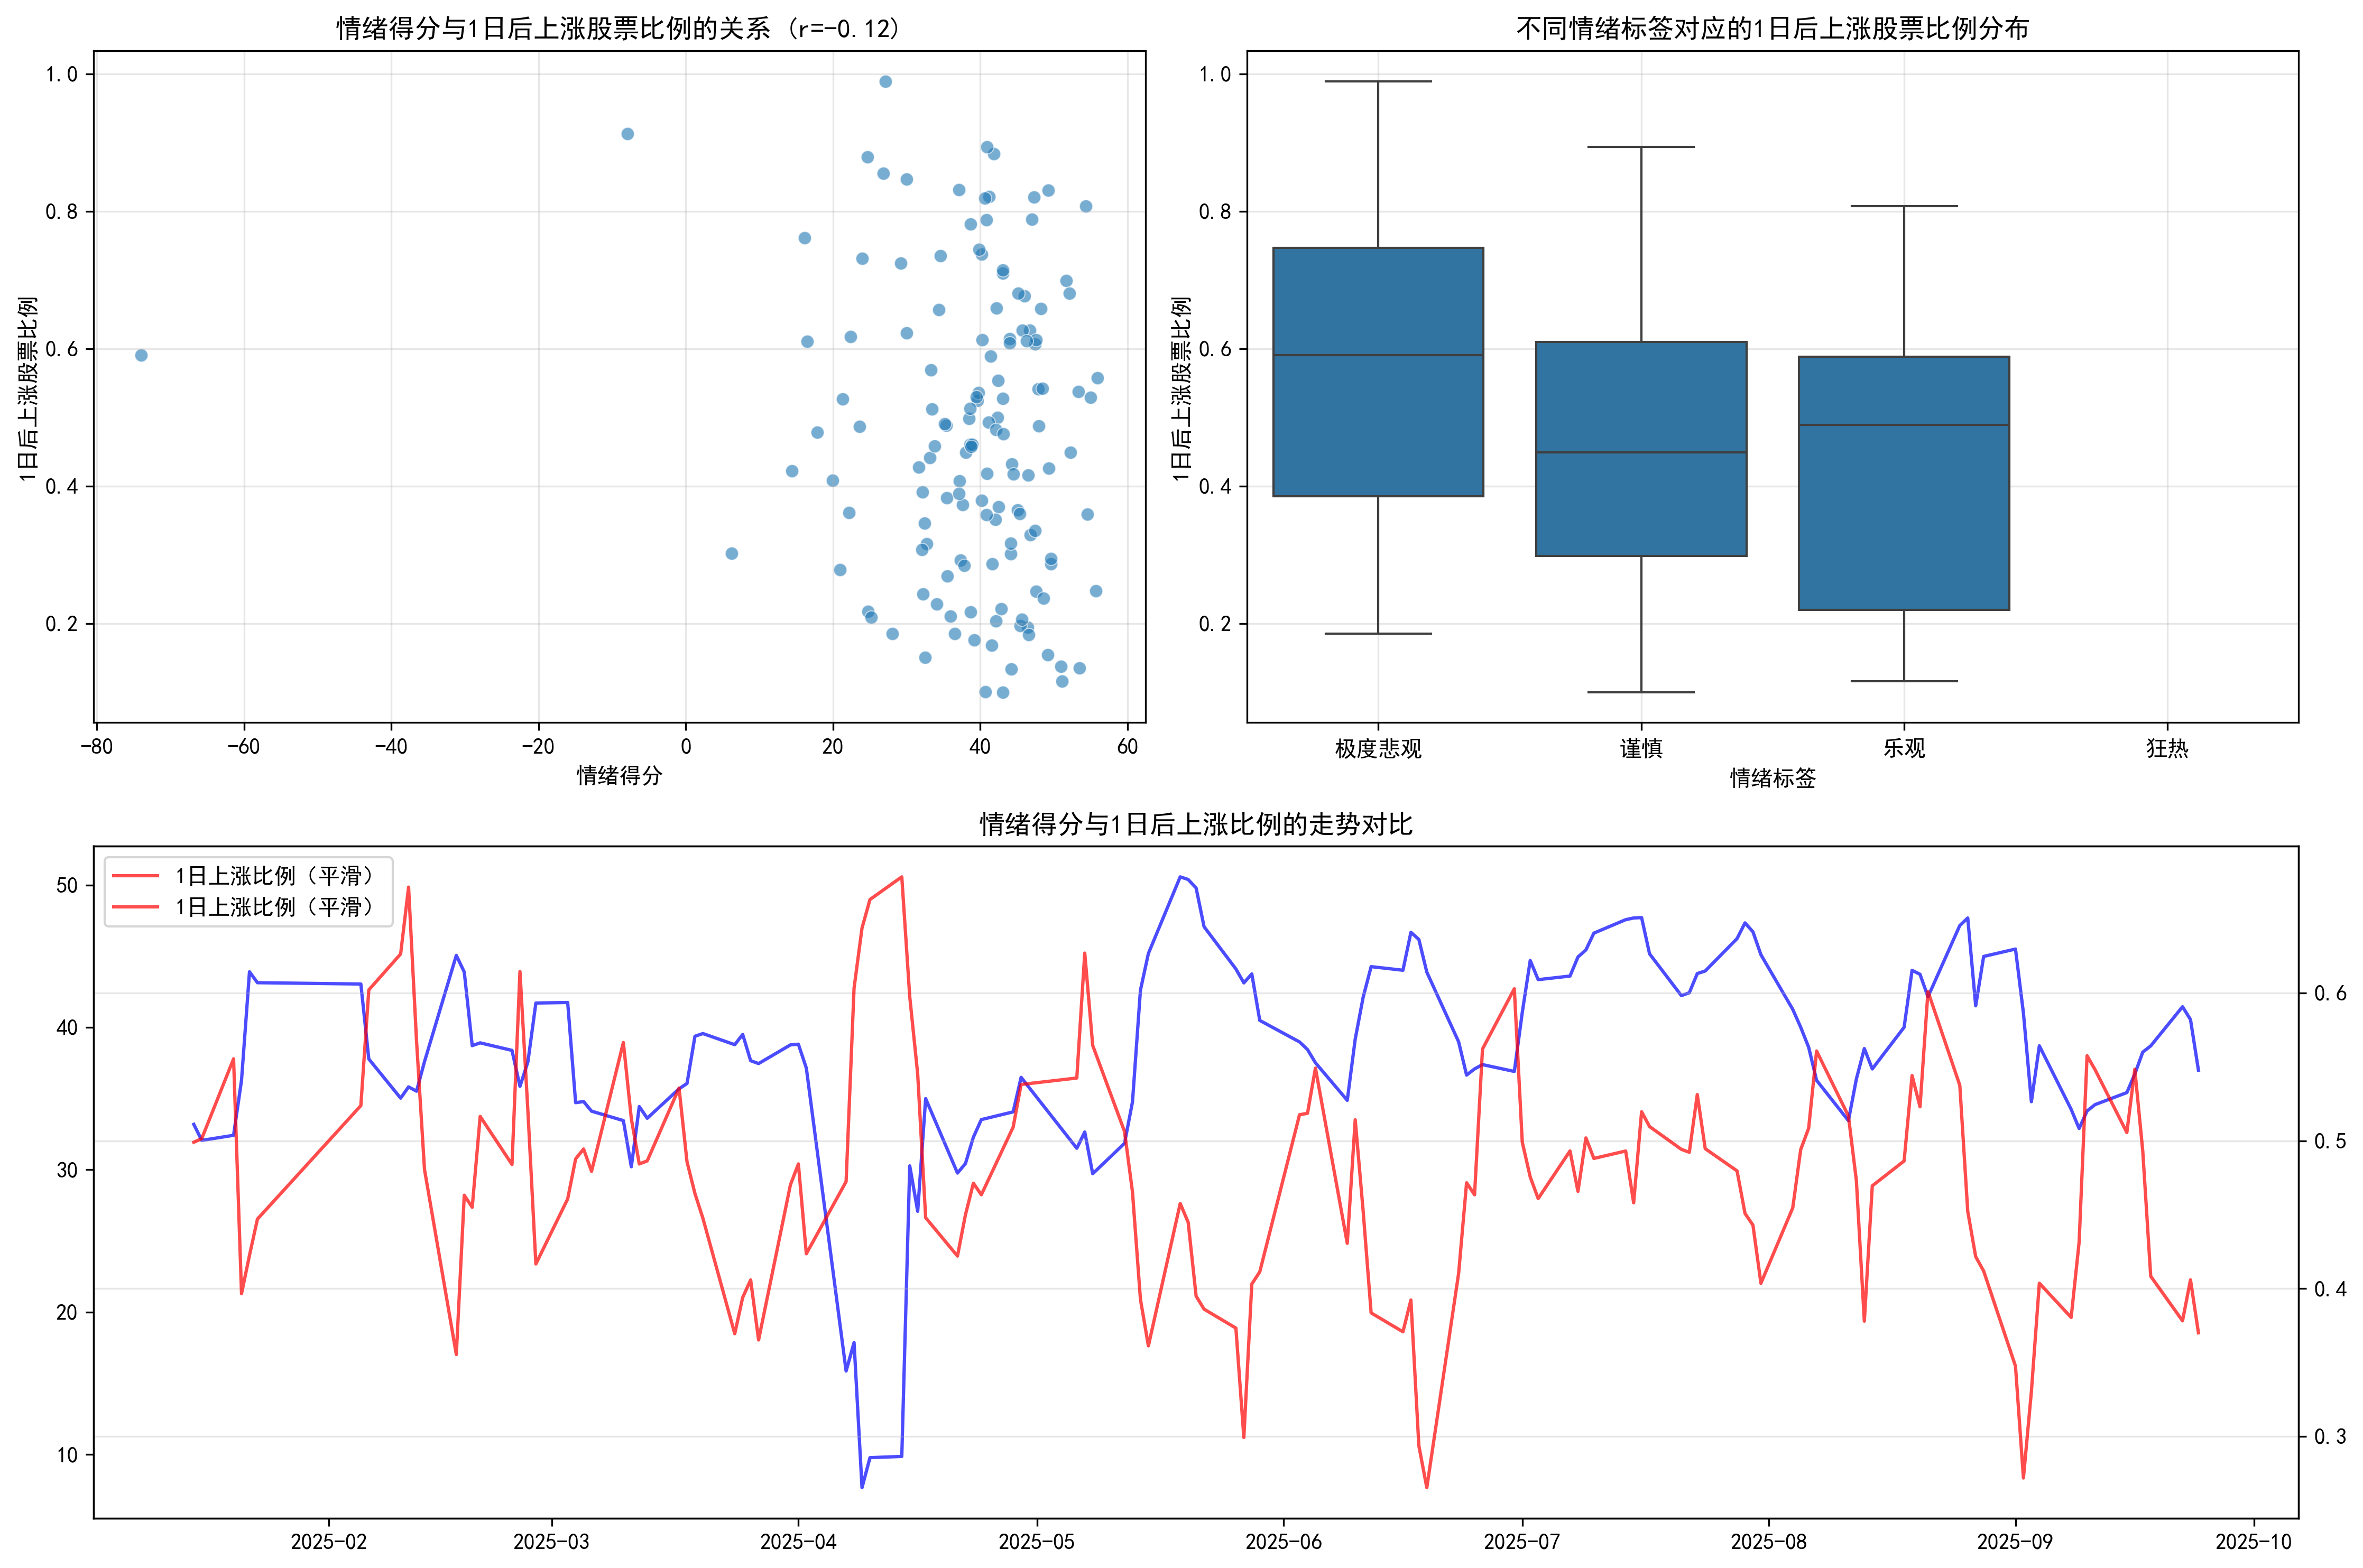 情绪得分与1日后上涨股票比例的关系 (r=-0.12)
1日后上涨股票比例
1.0
0.8
0.6
0.4
0.2
-80 -60 -40 -20 0 20 40 60
情绪得分
不同情绪标签对应的1日后上涨股票比例分布
1日后上涨股票比例
1.0
0.8
0.6
0.4
0.2
极度悲观 谨慎 乐观 狂热
情绪标签
情绪得分与1日后上涨比例的走势对比
1日上涨比例（平滑）
1日上涨比例（平滑）
50
40
30
20
10
0.6
0.5
0.4
0.3
2025-02 2025-03 2025-04 2025-05 2025-06 2025-07 2025-08 2025-09 2025-10